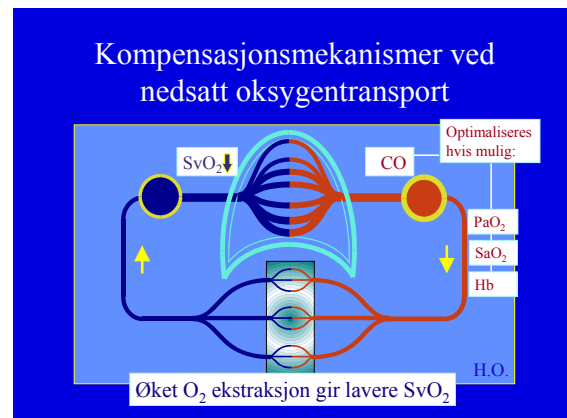 Kompensasjonsmekanismer ved
nedsatt oksygentransport
Optimaliseres
hvis mulig:
SvO₂
CO
PaO₂
SaO₂
Hb
H.O.
Øket O₂ ekstraksjon gir lavere SvO₂